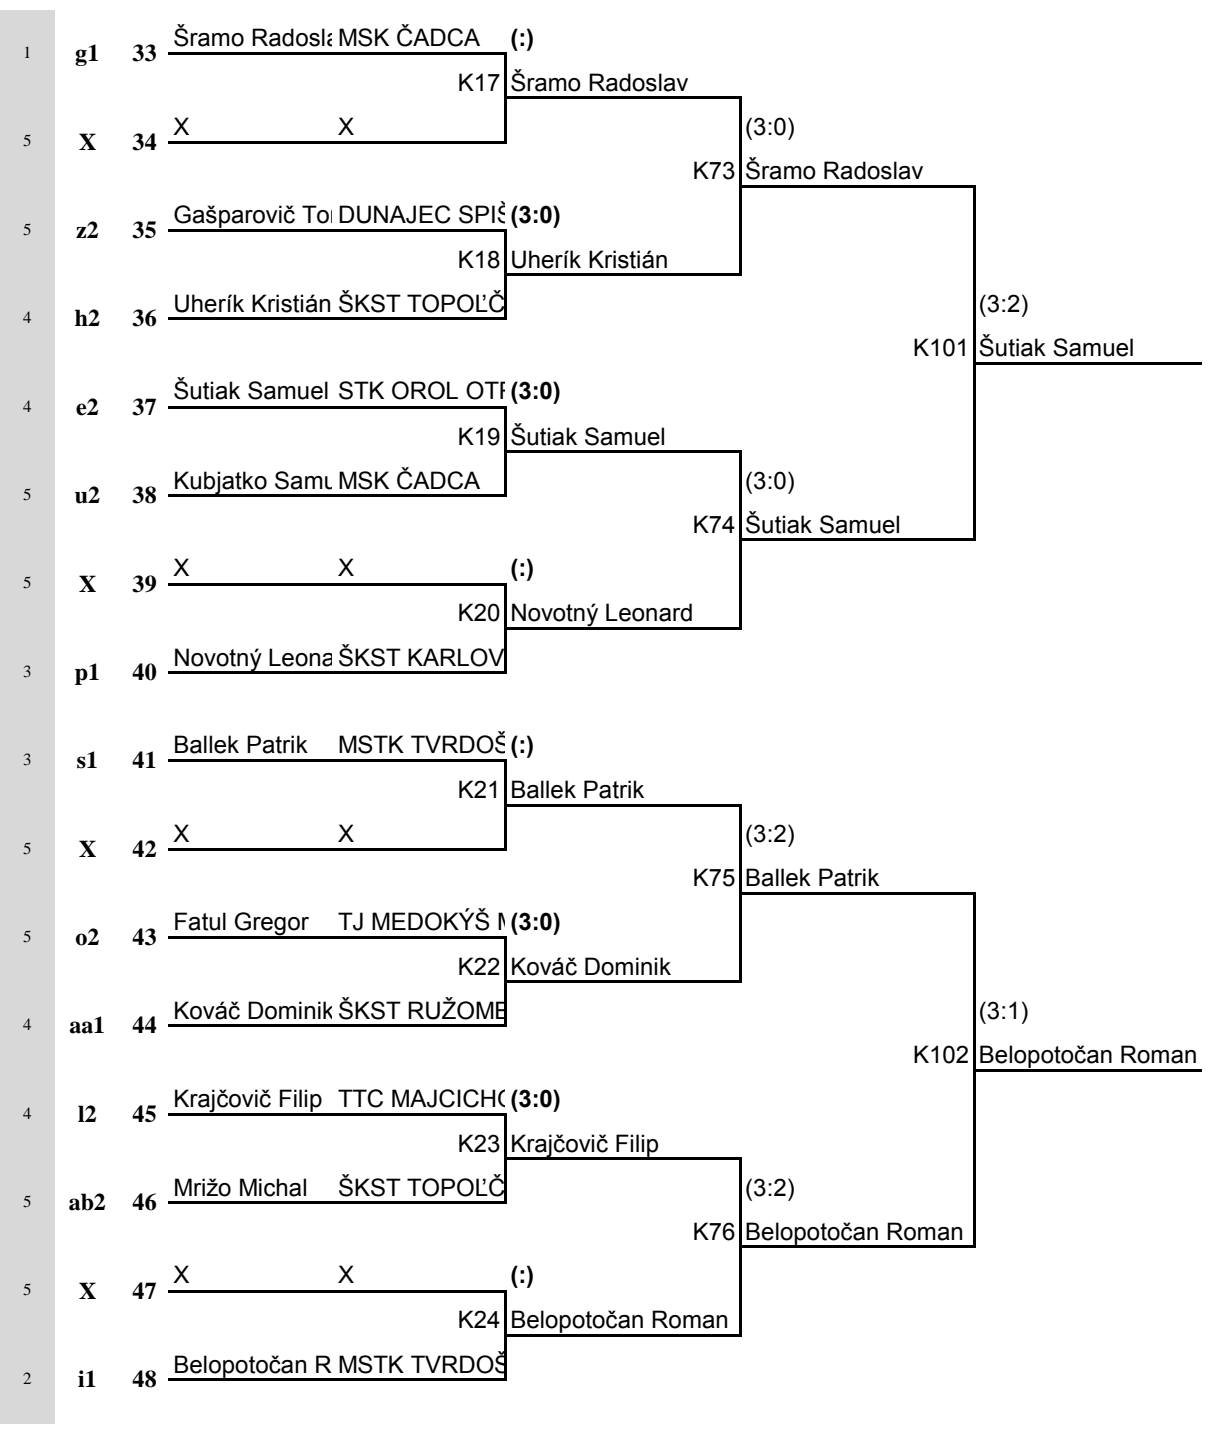 1 g1 33 Šramo Radosla MSK ČADCA (:)
K17 Šramo Radoslav
5 X 34 X X (3:0)
K73 Šramo Radoslav
5 z2 35 Gašparovič To DUNAJEC SPIŠ (3:0)
K18 Uherík Kristián
4 h2 36 Uherík Kristián ŠKST TOPOĽČ (3:2)
K101 Šutiak Samuel
4 e2 37 Šutiak Samuel STK OROL OTR (3:0)
K19 Šutiak Samuel
5 u2 38 Kubjatko Samu MSK ČADCA (3:0)
K74 Šutiak Samuel
5 X 39 X X (:)
K20 Novotný Leonard
3 p1 40 Novotný Leona ŠKST KARLOV
3 s1 41 Ballek Patrik MSTK TVRDOŠ (:)
K21 Ballek Patrik
5 X 42 X X (3:2)
K75 Ballek Patrik
5 o2 43 Fatul Gregor TJ MEDOKÝŠ M (3:0)
K22 Kováč Dominik
4 aa1 44 Kováč Dominik ŠKST RUŽOMB (3:1)
K102 Belopotočan Roman
4 l2 45 Krajčovič Filip TTC MAJCICHO (3:0)
K23 Krajčovič Filip
5 ab2 46 Mrižo Michal ŠKST TOPOĽČ (3:2)
K76 Belopotočan Roman
5 X 47 X X (:)
K24 Belopotočan Roman
2 i1 48 Belopotočan R MSTK TVRDOŠ